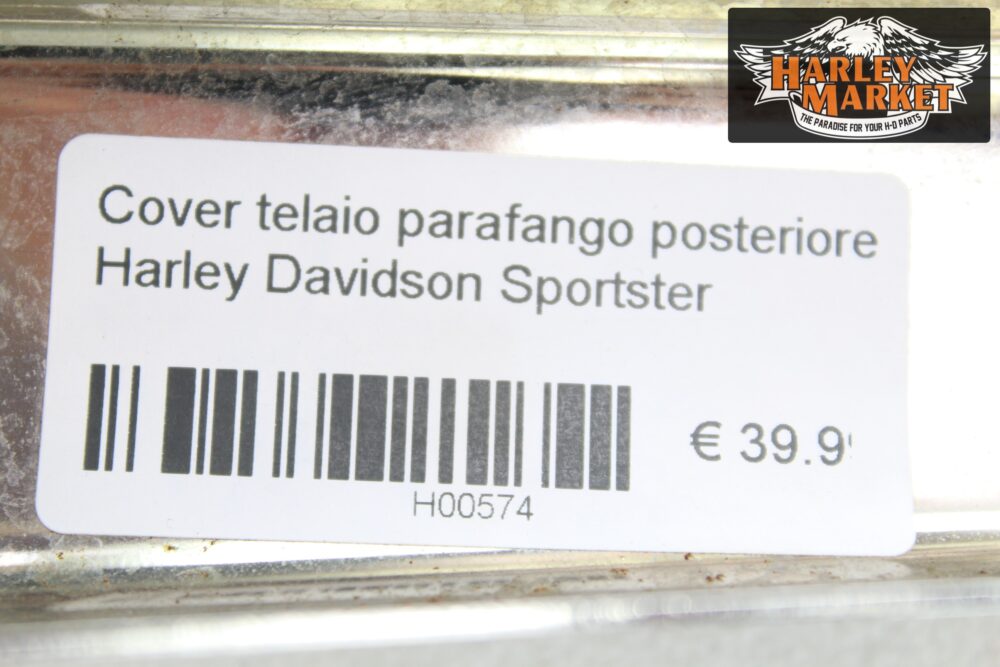 HARLEY
MARKET
THE PARADISE FOR YOUR H-D PARTS
Cover telaio parafango posteriore
Harley Davidson Sportster
€ 39.9
H00574